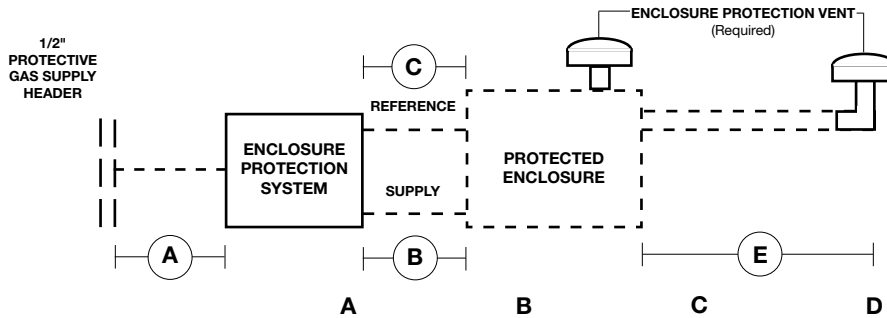 ENCLOSURE PROTECTION VENT
(Required)
1/2"
PROTECTIVE
GAS SUPPLY
HEADER
C
REFERENCE
ENCLOSURE
PROTECTION
SYSTEM
PROTECTED
ENCLOSURE
SUPPLY
A
B
E
A B C D